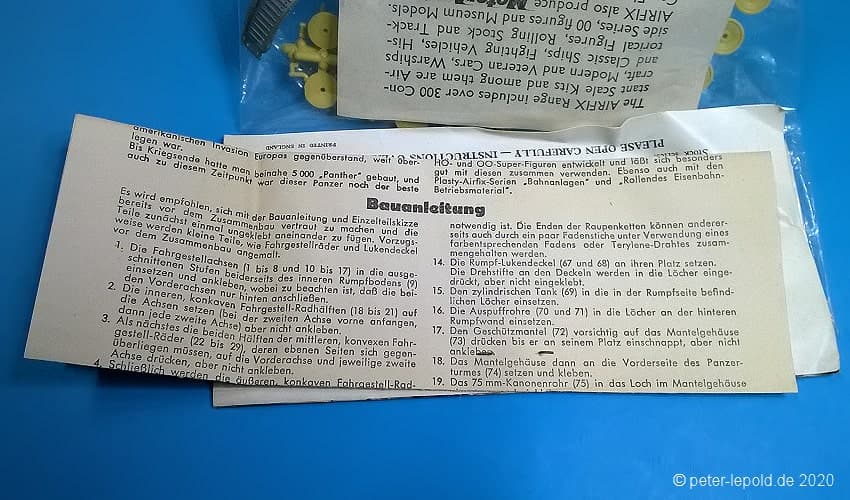 The AIRFIX Range includes over 300 Con-
stant Scale Kits and among them are Air-
craft, Modern and Veteran Cars, Warships
and Classic Ships, Fighting Vehicles, His-
torical Figures, Rolling Stock and Track-
side Series, 00 figures and Museum Models.
AIRFIX also produce
PLEASE OPEN CAREFULLY — INSTRUCTIONS
PRINTED IN ENGLAND
amerikanischen Invasion Europas gegenüberstand, weit über-
legen war.
Bis Kriegsende hatte man beinahe 5 000 „Panther" gebaut, und
auch zu diesem Zeitpunkt war dieser Panzer noch der beste
HO- und OO-Super-Figuren entwickelt und läßt sich besonders
gut mit diesen zusammen verwenden. Ebenso auch mit den
Plasty-Airfix-Serien „Bahnanlagen" und „Rollendes Eisenbahn-
Betriebsmaterial".
Bauanleitung
Es wird empfohlen, sich mit der Bauanleitung und Einzelteilskizze
bereits vor dem Zusammenbau vertraut zu machen und die
Teile zunächst einmal ungeklebt aneinander zu fügen. Vorzugs-
weise werden kleine Teile, wie Fahrgestellräder und Lukendeckel
vor dem Zusammenbau angemalt.
1. Die Fahrgestellachsen (1 bis 8 und 10 bis 17) in die ausge-
schnittenen Stufen beiderseits des inneren Rumpfbodens (9)
einsetzen und ankleben, wobei zu beachten ist, daß die bei-
den Vorderachsen nur hinten anschließen.
2. Die inneren, konkaven Fahrgestell-Radhälften (18 bis 21) auf
die Achsen setzen (bei der zweiten Achse vorne anfangen,
dann jede zweite Achse) aber nicht ankleben.
3. Als nächstes die beiden Hälften der mittleren, konvexen Fahr-
gestell-Räder (22 bis 29), deren ebenen Seiten sich gegen-
überliegen müssen, auf die Vorderachse und jeweilige zweite
Achse drücken, aber nicht ankleben.
4. Schließlich werden die äußeren, konkaven Fahrgestell-Rad-
notwendig ist. Die Enden der Raupenketten können anderer-
seits auch durch ein paar Fadenstiche unter Verwendung eines
farbentsprechenden Fadens oder Terylene-Drahtes zusam-
mengehalten werden.
14. Die Rumpf-Lukendeckel (67 und 68) an ihren Platz setzen.
Die Drehstifte an den Deckeln werden in die Löcher einge-
drückt, aber nicht eingeklebt.
15. Den zylindrischen Tank (69) in die in der Rumpfseite befind-
lichen Löcher einsetzen.
16. Die Auspuffrohre (70 und 71) in die Löcher an der hinteren
Rumpfwand einsetzen.
17. Den Geschützmantel (72) vorsichtig auf das Mantelgehäuse
(73) drücken bis er an seinem Platz einschnappt, aber nicht
ankleben.
18. Das Mantelgehäuse dann an die Vorderseite des Panzer-
turmes (74) setzen und kleben.
19. Das 75 mm-Kanonenrohr (75) in das Loch im Mantelgehäuse
© peter-lepold.de 2020